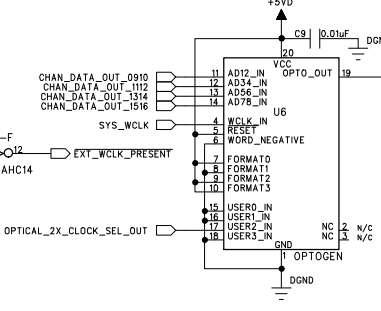 +5VD
C9 0.01uF
DGN
20
VCC
CHAN_DATA_OUT_0910 11 AD12_IN OPTO_OUT 19
CHAN_DATA_OUT_1112 12 AD34_IN
CHAN_DATA_OUT_1314 13 AD56_IN
CHAN_DATA_OUT_1516 14 AD78_IN
U6
SYS_WCLK 4 WCLK_IN
5 RESET
6 WORD_NEGATIVE
-F
12 EXT_WCLK_PRESENT
AHC14
7 FORMAT0
8 FORMAT1
9 FORMAT2
10 FORMAT3
15 USER0_IN
16 USER1_IN
OPTICAL_2X_CLOCK_SEL_OUT 17 USER2_IN NC 2 N/C
18 USER3_IN NC 3 N/C
GND
1 OPTOGEN
DGND